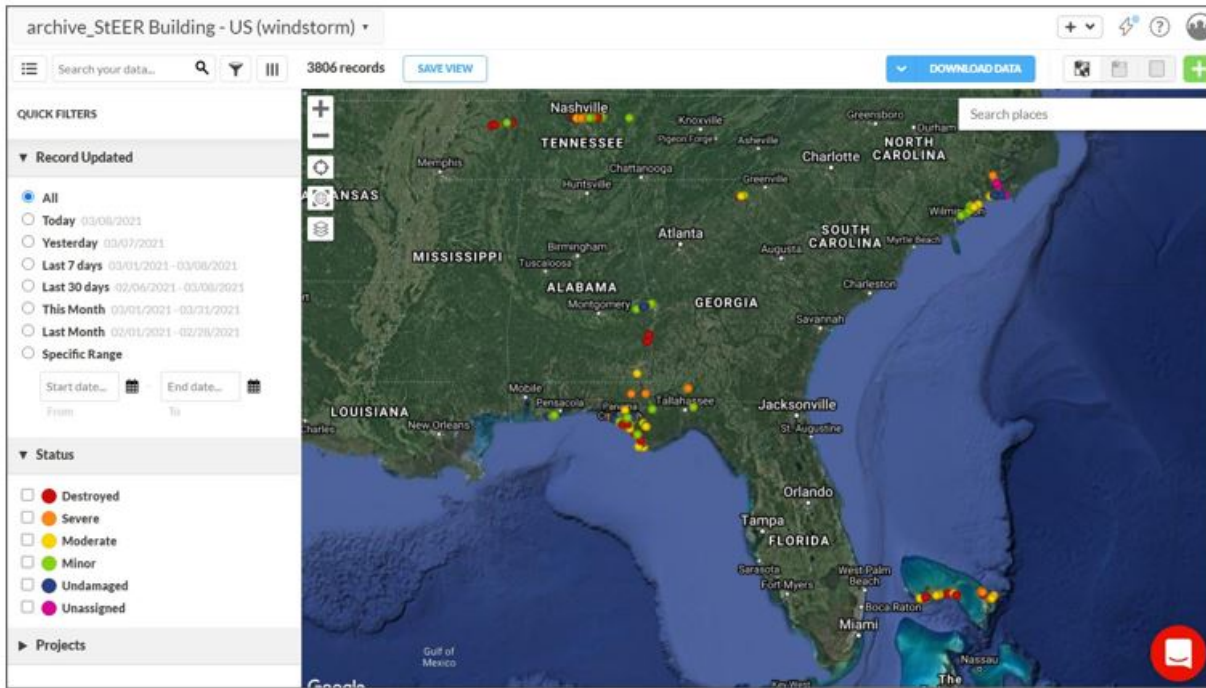 archive_StEER Building - US (windstorm)
Search your data...
3806 records
SAVE VIEW
DOWNLOAD DATA
QUICK FILTERS
Record Updated
All
Today 03/08/2021
Yesterday 03/07/2021
Last 7 days 03/01/2021 - 03/08/2021
Last 30 days 02/06/2021 - 03/08/2021
This Month 03/01/2021 - 03/31/2021
Last Month 02/01/2021 - 02/28/2021
Specific Range
Start date...
End date...
From
To
Status
Destroyed
Severe
Moderate
Minor
Undamaged
Unassigned
Projects
Search places
Nashville
TENNESSEE
Knoxville
Pigeon Forge
Asheville
Greensboro
Durham
NORTH
CAROLINA
Charlotte
Memphis
Chattanooga
Huntsville
Greenville
ANSAS
Atlanta
SOUTH
CAROLINA
Myrtle Beach
MISSISSIPPI
Birmingham
Tuscaloosa
Augusta
ALABAMA
Montgomery
GEORGIA
Charleston
Savannah
Mobile
Pensacola
Tallahassee
LOUISIANA
Charles
New Orleans
Jacksonville
St. Augustine
Orlando
Tampa
FLORIDA
Sarasota
Fort Myers
West Palm
Beach
Boca Raton
Miami
Gulf of
Mexico
Nassau
The
Key West
Google